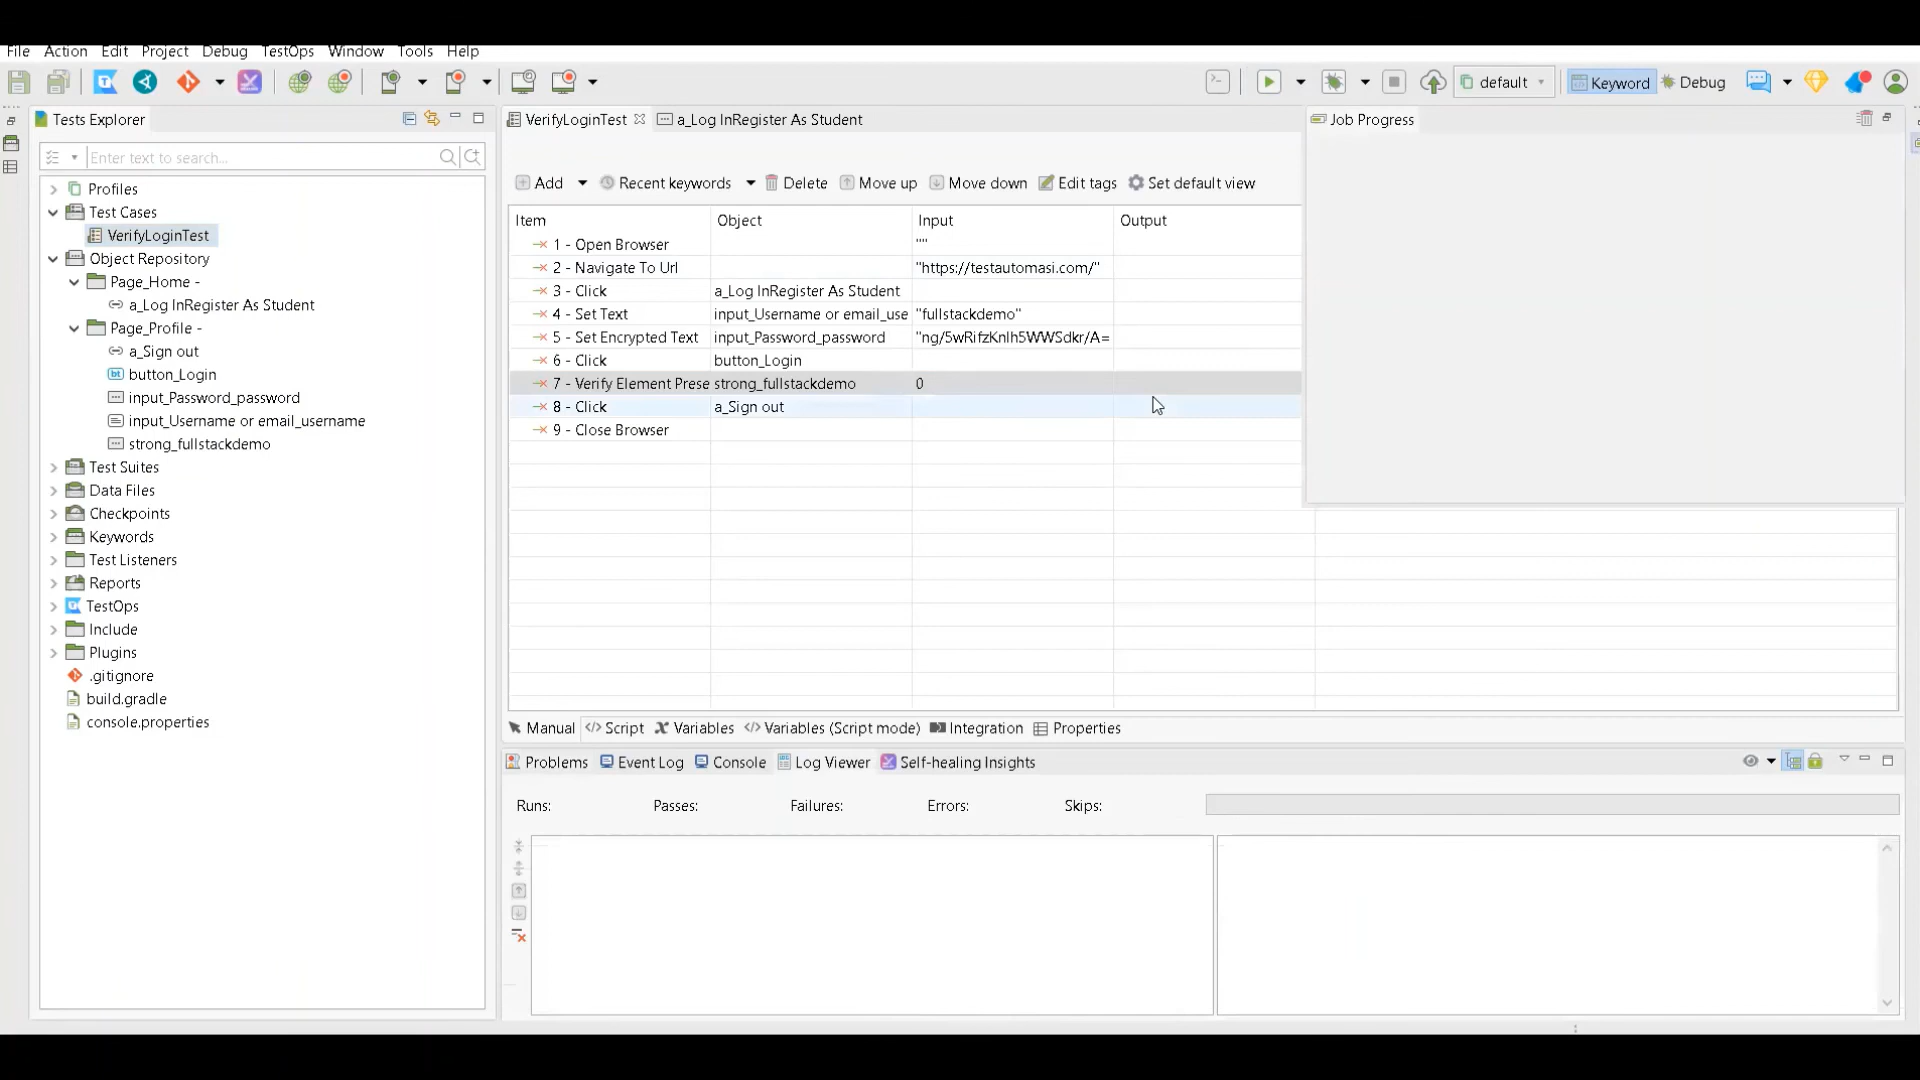 File Action Edit Project Debug TestOps Window Tools Help
default Keyword Debug
Tests Explorer
VerifyLoginTest a_Log InRegister As Student
Job Progress
Enter text to search...
Add Recent keywords Delete Move up Move down Edit tags Set default view
Profiles
Test Cases
VerifyLoginTest
Object Repository
Page_Home -
a_Log InRegister As Student
Page_Profile -
a_Sign out
button_Login
input_Password_password
input_Username or email_username
strong_fullstackdemo
Test Suites
Data Files
Checkpoints
Keywords
Test Listeners
Reports
TestOps
Include
Plugins
.gitignore
build.gradle
console.properties
Item Object Input Output
1 - Open Browser ""
2 - Navigate To Url "https://testautomasi.com/"
3 - Click a_Log InRegister As Student
4 - Set Text input_Username or email_use "fullstackdemo"
5 - Set Encrypted Text input_Password_password "ng/5wRifzKnIh5WWSdkr/A=
6 - Click button_Login
7 - Verify Element Prese strong_fullstackdemo 0
8 - Click a_Sign out
9 - Close Browser
Manual Script Variables Variables (Script mode) Integration Properties
Problems Event Log Console Log Viewer Self-healing Insights
Runs: Passes: Failures: Errors: Skips: